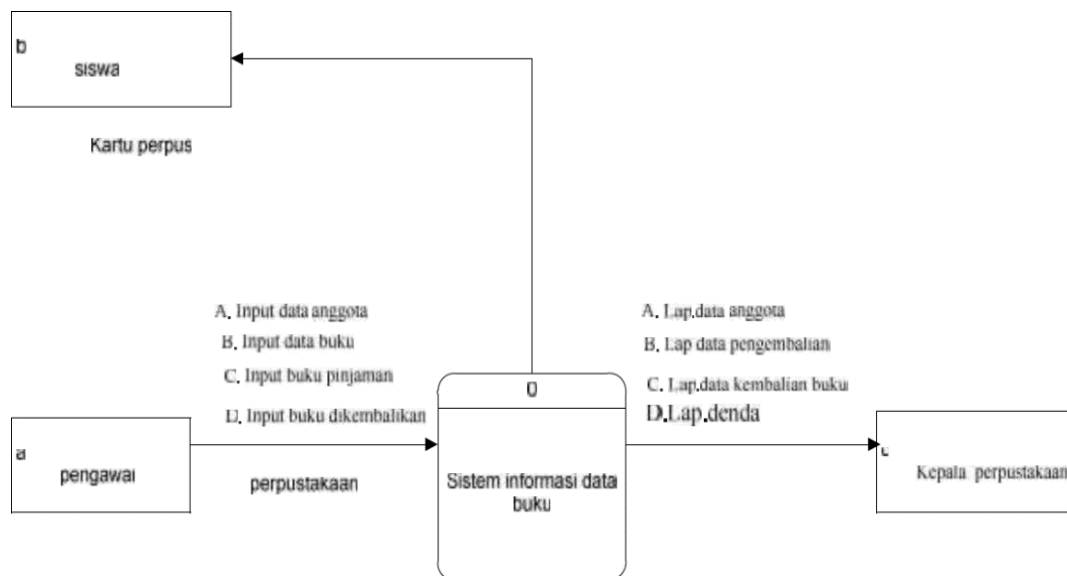 b
siswa
Kartu perpus
A. Input data anggota
B. Input data buku
C. Input buku pinjaman
D. Input buku dikembalikan
a
pengawai
perpustakaan
0
Sistem informasi data
buku
A. Lap.data anggota
B. Lap data pengembalian
C. Lap.data kembalian buku
D.Lap.denda
c
Kepala perpustakaan